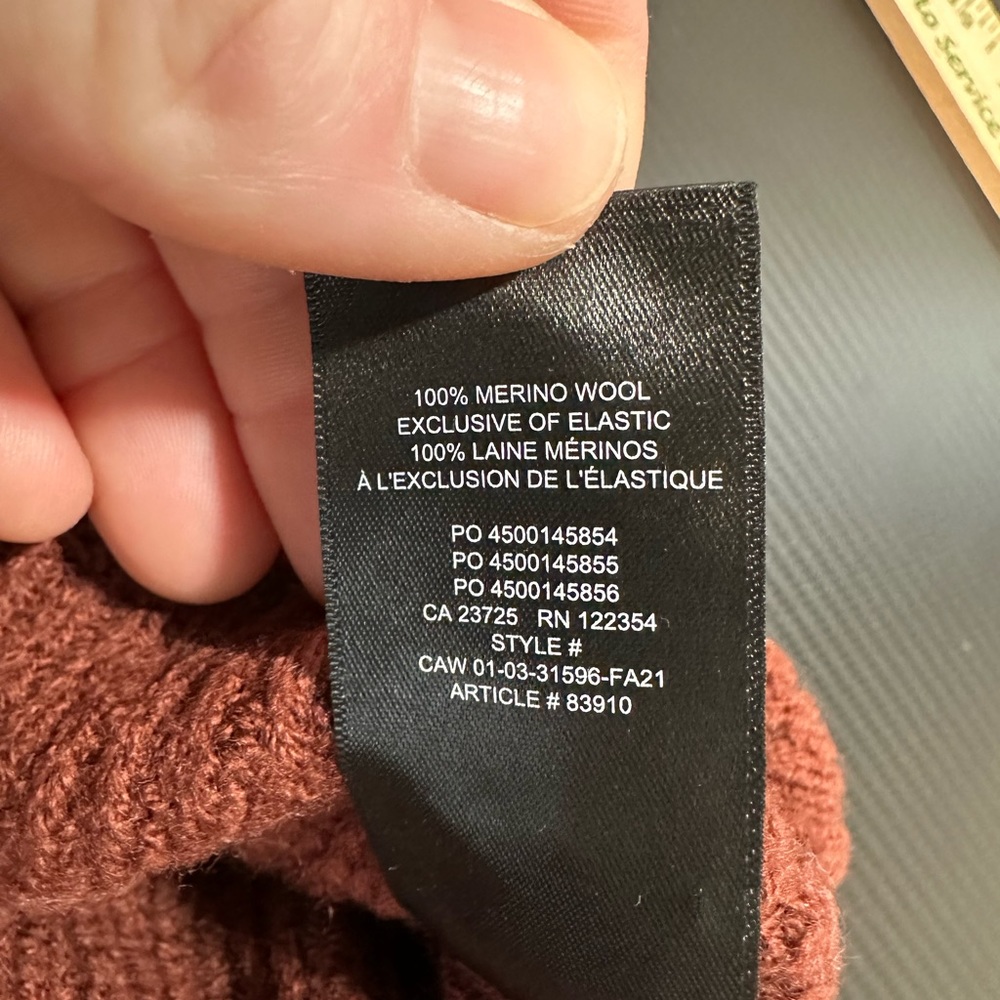 Service
100% MERINO WOOL
EXCLUSIVE OF ELASTIC
100% LAINE MÉRINOS
À L'EXCLUSION DE L'ÉLASTIQUE
PO 4500145854
PO 4500145855
PO 4500145856
CA 23725 RN 122354
STYLE #
CAW 01-03-31596-FA21
ARTICLE # 83910